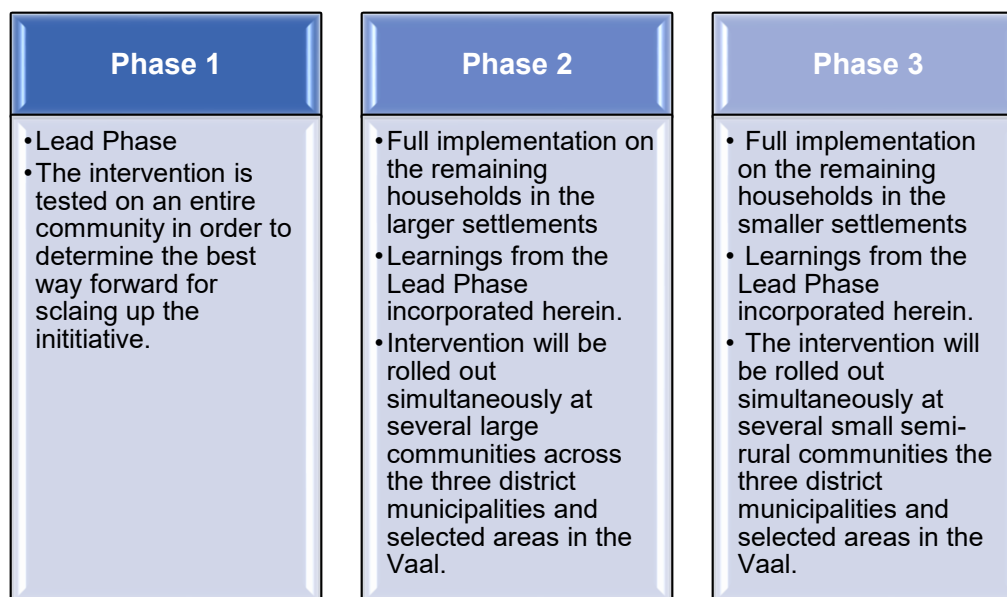 Phase 1
•Lead Phase
•The intervention is
tested on an entire
community in order to
determine the best
way forward for
sclaing up the
inititiative.
Phase 2
•Full implementation on
the remaining
households in the
larger settlements
•Learnings from the
Lead Phase
incorporated herein.
•Intervention will be
rolled out
simultaneously at
several large
communities across
the three district
municipalities and
selected areas in the
Vaal.
Phase 3
• Full implementation
on the remaining
households in the
smaller settlements
• Learnings from the
Lead Phase
incorporated herein.
• The intervention will
be rolled out
simultaneously at
several small semi-
rural communities the
three district
municipalities and
selected areas in the
Vaal.